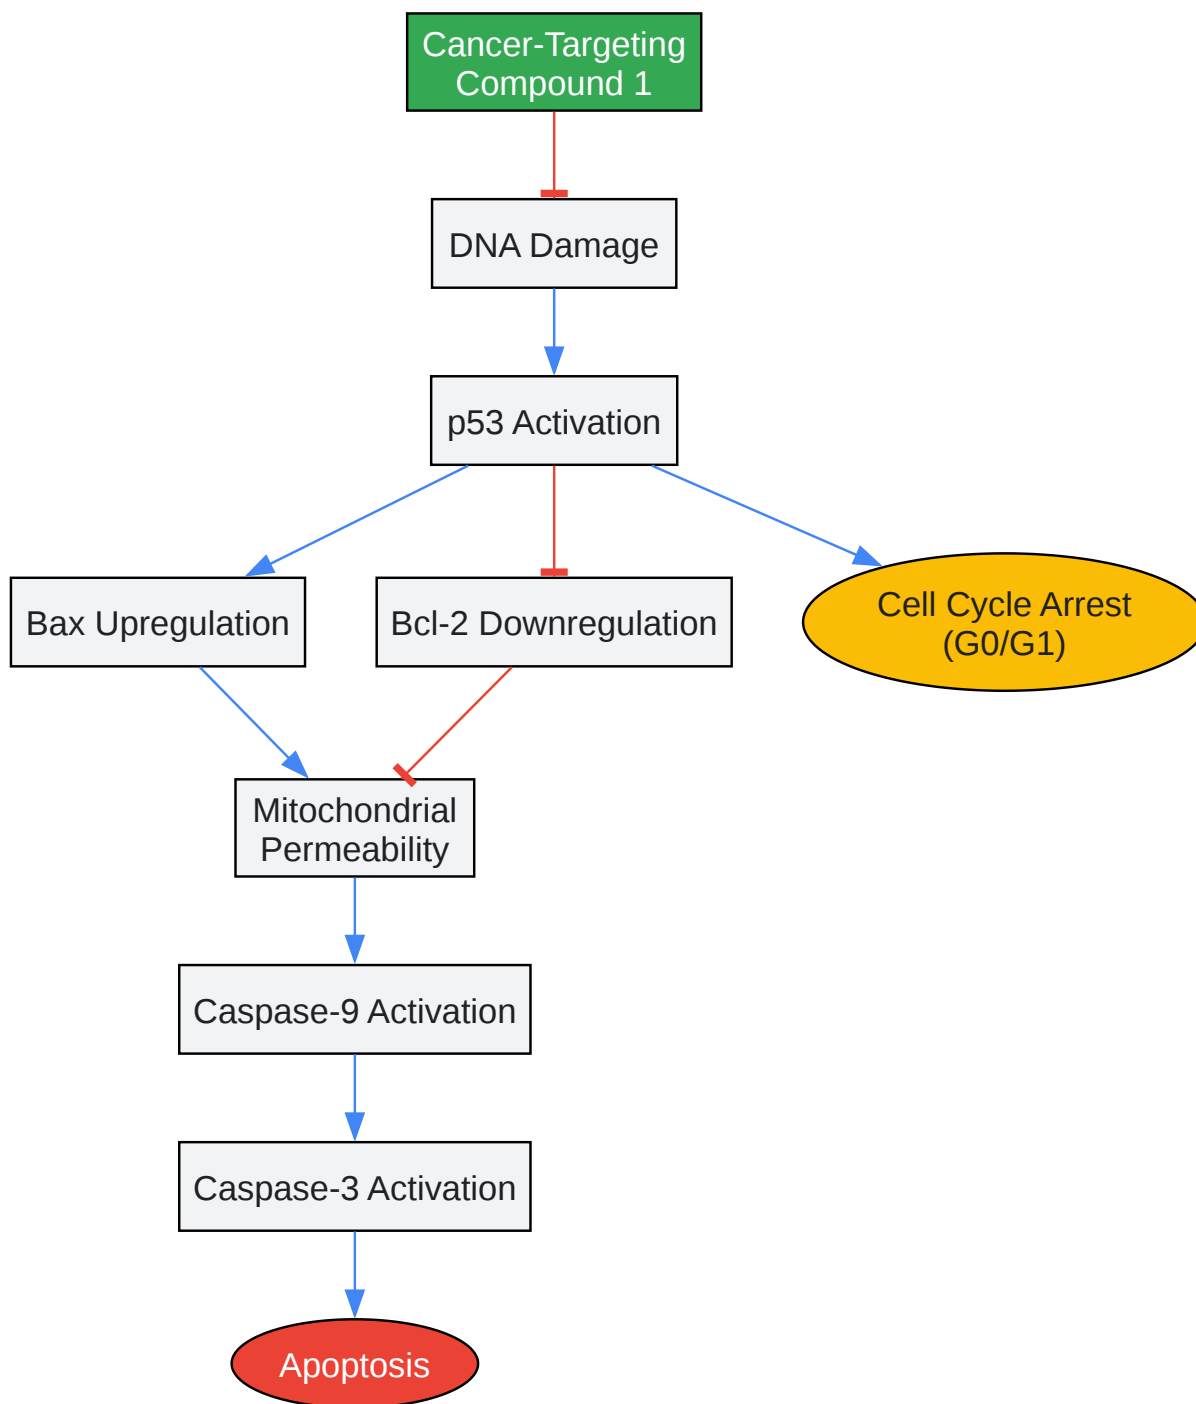 Cancer-Targeting
Compound 1
DNA Damage
p53 Activation
Bax Upregulation
Bcl-2 Downregulation
Cell Cycle Arrest
(G0/G1)
Mitochondrial
Permeability
Caspase-9 Activation
Caspase-3 Activation
Apoptosis